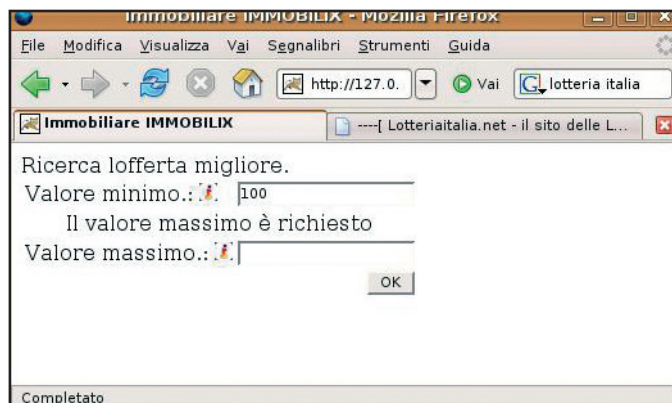 Immobiliare IMMOBILIX - Mozilla Firefox
File Modifica Visualizza Vai Segnalibri Strumenti Guida
http://127.0. Vai G lotteria italia
Immobiliare IMMOBILIX ----[ Lotteriaitalia.net - il sito delle L...
Ricerca lofferta migliore.
Valore minimo.: 100
Il valore massimo è richiesto
Valore massimo.:
OK
Completato